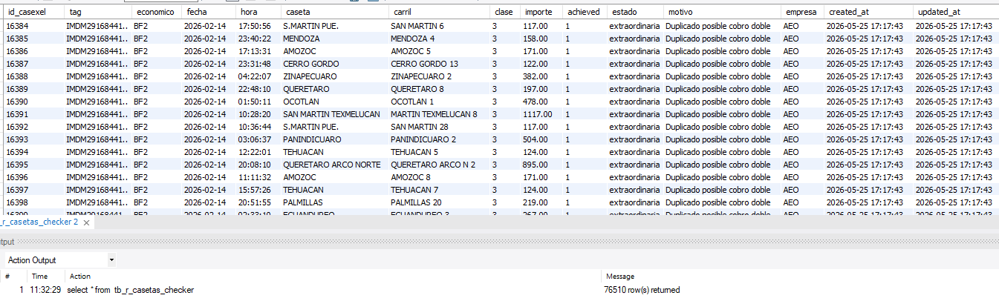 id_casexel tag economico fecha hora caseta carril clase importe achieved estado motivo empresa created_at updated_at
16384 IMDM29168441... BF2 2026-02-14 17:50:56 S.MARTIN PUE. SAN MARTIN 6 3 117.00 1 extraordinaria Duplicado posible cobro doble AEO 2026-05-25 17:17:43 2026-05-25 17:17:43
16385 IMDM29168441... BF2 2026-02-14 23:40:22 MENDOZA MENDOZA 4 3 158.00 1 extraordinaria Duplicado posible cobro doble AEO 2026-05-25 17:17:43 2026-05-25 17:17:43
16386 IMDM29168441... BF2 2026-02-14 17:13:31 AMOZOC AMOZOC 5 3 171.00 1 extraordinaria Duplicado posible cobro doble AEO 2026-05-25 17:17:43 2026-05-25 17:17:43
16387 IMDM29168441... BF2 2026-02-14 23:31:48 CERRO GORDO CERRO GORDO 13 3 122.00 1 extraordinaria Duplicado posible cobro doble AEO 2026-05-25 17:17:43 2026-05-25 17:17:43
16388 IMDM29168441... BF2 2026-02-14 04:22:07 ZINAPECUARO ZINAPECUARO 2 3 382.00 1 extraordinaria Duplicado posible cobro doble AEO 2026-05-25 17:17:43 2026-05-25 17:17:43
16389 IMDM29168441... BF2 2026-02-14 22:48:10 QUERETARO QUERETARO 8 3 197.00 1 extraordinaria Duplicado posible cobro doble AEO 2026-05-25 17:17:43 2026-05-25 17:17:43
16390 IMDM29168441... BF2 2026-02-14 01:50:11 OCOTLAN OCOTLAN 1 3 478.00 1 extraordinaria Duplicado posible cobro doble AEO 2026-05-25 17:17:43 2026-05-25 17:17:43
16391 IMDM29168441... BF2 2026-02-14 10:28:20 SAN MARTIN TEXMELUCAN MARTIN TEXMELUCAN 8 3 1117.00 1 extraordinaria Duplicado posible cobro doble AEO 2026-05-25 17:17:43 2026-05-25 17:17:43
16392 IMDM29168441... BF2 2026-02-14 10:36:44 S.MARTIN PUE. SAN MARTIN 28 3 117.00 1 extraordinaria Duplicado posible cobro doble AEO 2026-05-25 17:17:43 2026-05-25 17:17:43
16393 IMDM29168441... BF2 2026-02-14 03:06:37 PANINDICUARO PANINDICUARO 2 3 504.00 1 extraordinaria Duplicado posible cobro doble AEO 2026-05-25 17:17:43 2026-05-25 17:17:43
16394 IMDM29168441... BF2 2026-02-14 12:22:01 TEHUACAN TEHUACAN 5 3 124.00 1 extraordinaria Duplicado posible cobro doble AEO 2026-05-25 17:17:43 2026-05-25 17:17:43
16395 IMDM29168441... BF2 2026-02-14 20:08:10 QUERETARO ARCO NORTE QUERETARO ARCO N 2 3 895.00 1 extraordinaria Duplicado posible cobro doble AEO 2026-05-25 17:17:43 2026-05-25 17:17:43
16396 IMDM29168441... BF2 2026-02-14 11:11:32 AMOZOC AMOZOC 8 3 171.00 1 extraordinaria Duplicado posible cobro doble AEO 2026-05-25 17:17:43 2026-05-25 17:17:43
16397 IMDM29168441... BF2 2026-02-14 15:57:26 TEHUACAN TEHUACAN 7 3 124.00 1 extraordinaria Duplicado posible cobro doble AEO 2026-05-25 17:17:43 2026-05-25 17:17:43
16398 IMDM29168441... BF2 2026-02-14 20:51:55 PALMILLAS PALMILLAS 20 3 219.00 1 extraordinaria Duplicado posible cobro doble AEO 2026-05-25 17:17:43 2026-05-25 17:17:43
_r_casetas_checker 2
Action Output
# Time Action Message
1 11:32:29 select * from tb_r_casetas_checker 76510 row(s) returned